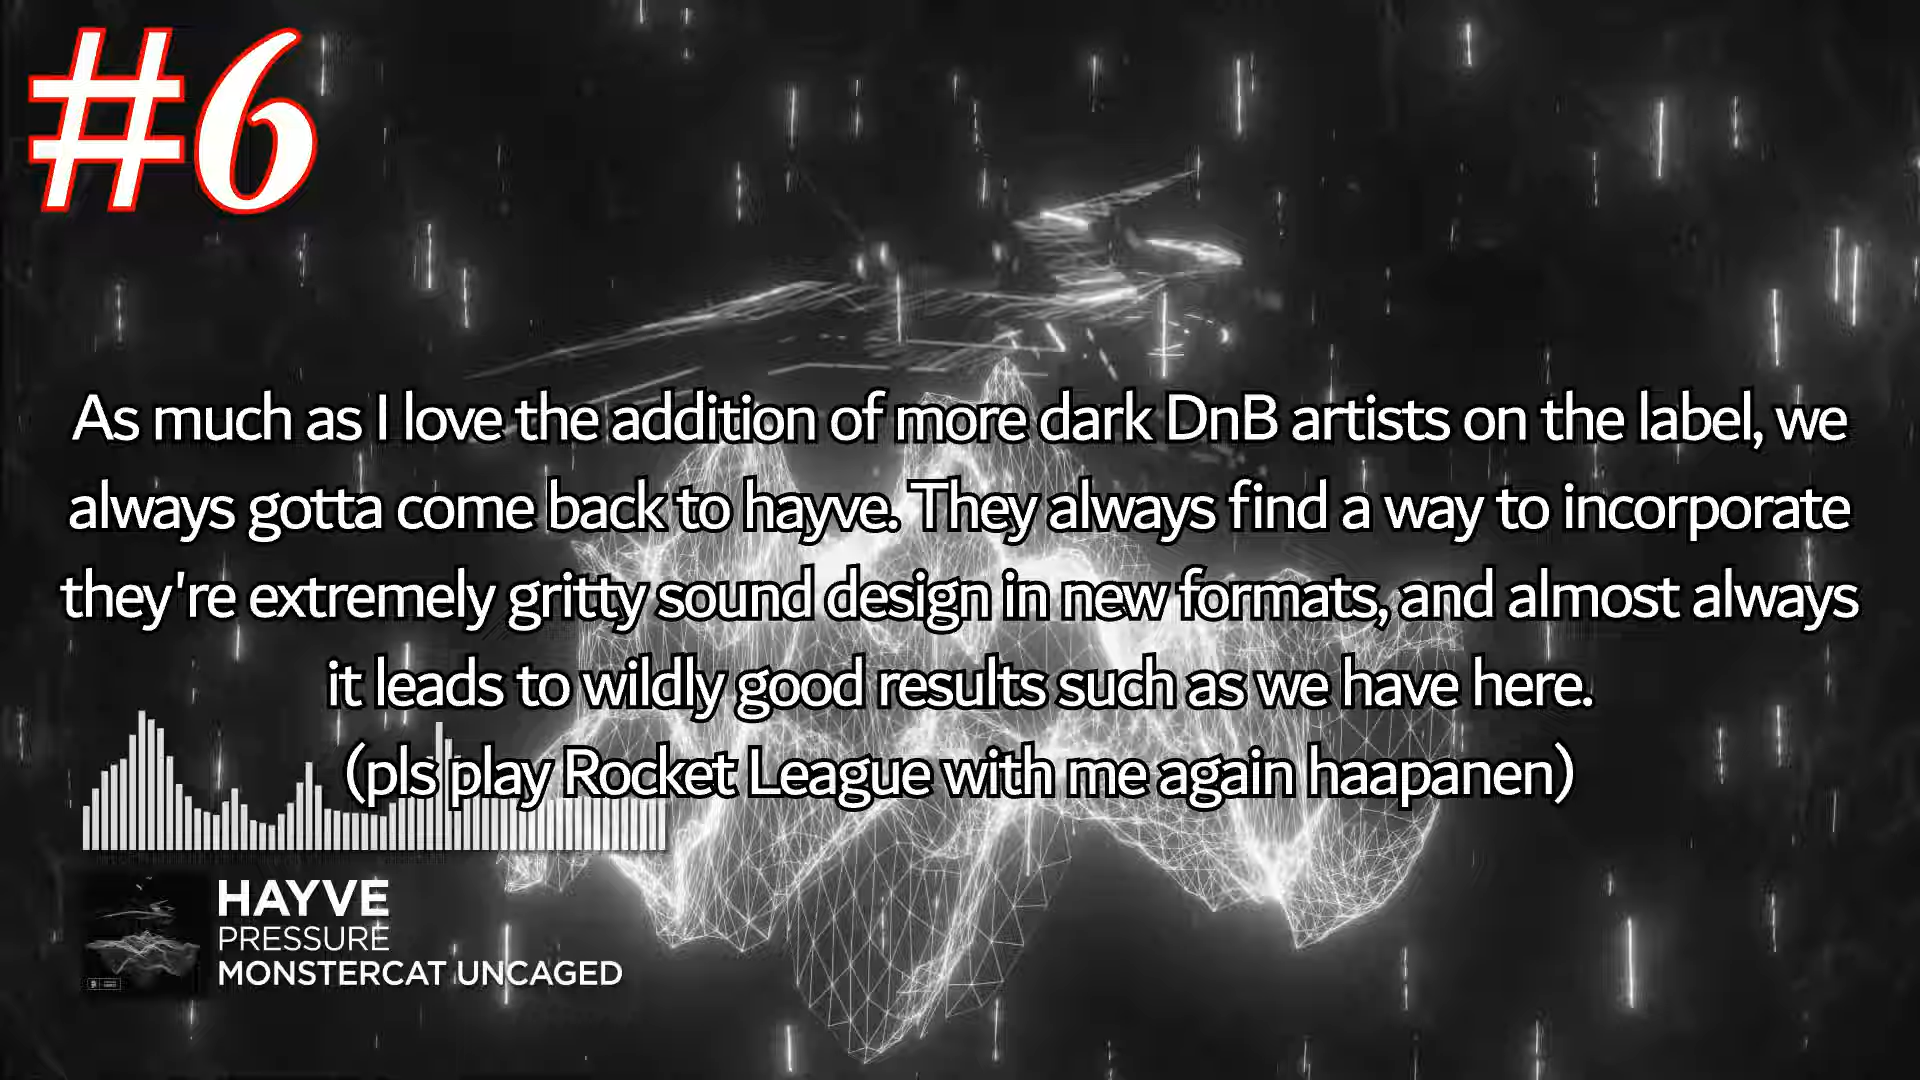 #6
As much as I love the addition of more dark DnB artists on the label, we
always gotta come back to hayve. They always find a way to incorporate
they're extremely gritty sound design in new formats, and almost always
it leads to wildly good results such as we have here.
(pls play Rocket League with me again haapanen)
HAYVE
PRESSURE
MONSTERCAT UNCAGED